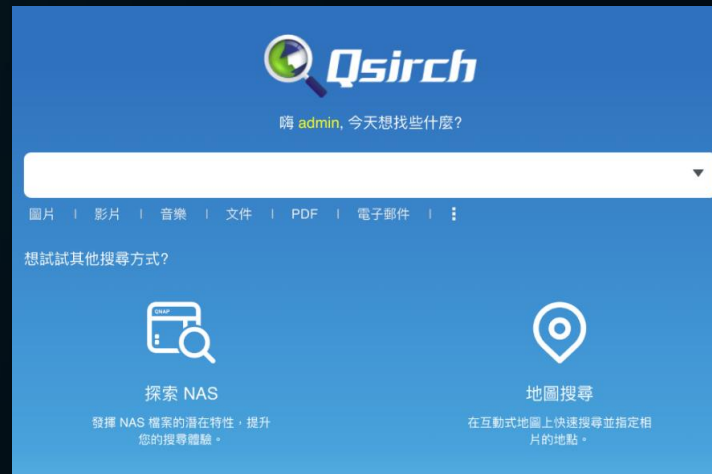 Qsirch
嗨 admin, 今天想找些什麼?
圖片 | 影片 | 音樂 | 文件 | PDF | 電子郵件 |
想試試其他搜尋方式?
QNAP
探索 NAS
發揮 NAS 檔案的潛在特性，提升
您的搜尋體驗。
地圖搜尋
在互動式地圖上快速搜尋並指定相
片的地點。